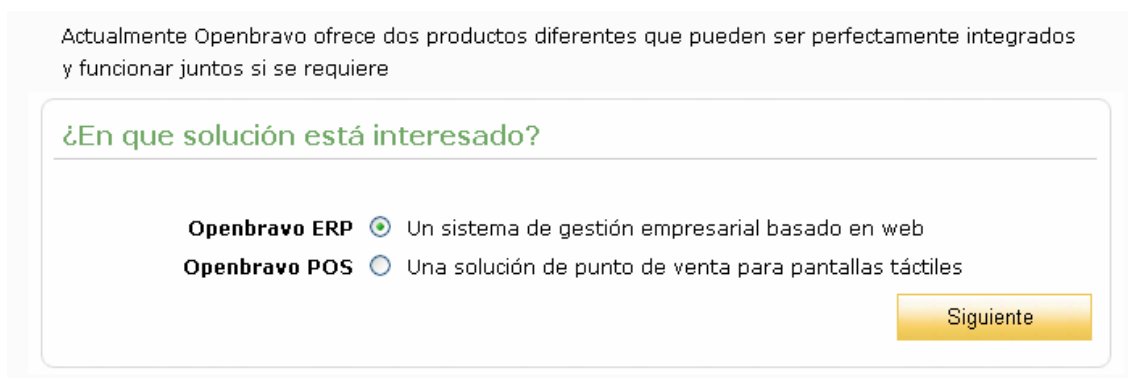 Actualmente Openbravo ofrece dos productos diferentes que pueden ser perfectamente integrados
y funcionar juntos si se requiere
¿En que solución está interesado?
Openbravo ERP Un sistema de gestión empresarial basado en web
Openbravo POS Una solución de punto de venta para pantallas táctiles
Siguiente